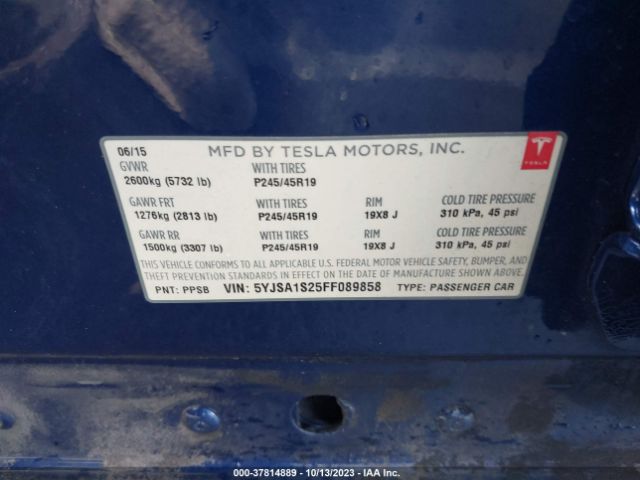 06/15 MFD BY TESLA MOTORS, INC.
TESLA
GVWR WITH TIRES
2600kg (5732 lb) P245/45R19
GAWR FRT WITH TIRES RIM COLD TIRE PRESSURE
1276kg (2813 lb) P245/45R19 19X8 J 310 kPa, 45 psi
GAWR RR WITH TIRES RIM COLD TIRE PRESSURE
1500kg (3307 lb) P245/45R19 19X8 J 310 kPa, 45 psi
THIS VEHICLE CONFORMS TO ALL APPLICABLE U.S. FEDERAL MOTOR VEHICLE SAFETY, BUMPER, AND
THEFT PREVENTION STANDARDS IN EFFECT ON THE DATE OF MANUFACTURE SHOWN ABOVE.
PNT: PPSB VIN: 5YJSA1S25FF089858 TYPE: PASSENGER CAR
000-37814889 - 10/13/2023 - IAA Inc.